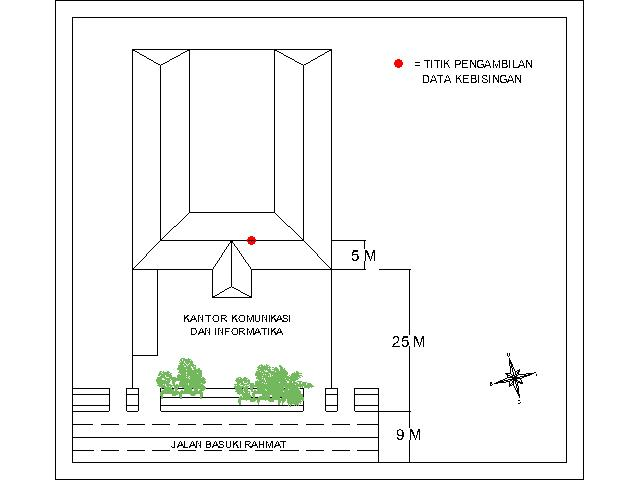 = TITIK PENGAMBILAN
DATA KEBISINGAN
5 M
KANTOR KOMUNIKASI
DAN INFORMATIKA
25 M
9 M
JALAN BASUKI RAHMAT